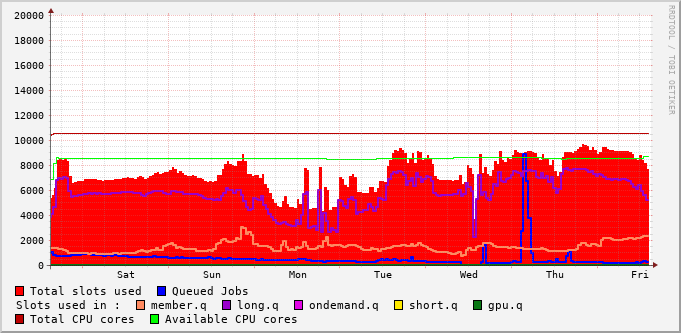 20000
18000
16000
14000
12000
10000
8000
6000
4000
2000
0
Sat Sun Mon Tue Wed Thu Fri
Total slots used Queued Jobs
Slots used in : member.q long.q ondemand.q short.q gpu.q
Total CPU cores Available CPU cores
RRDTOOL / TOBI OETIKER